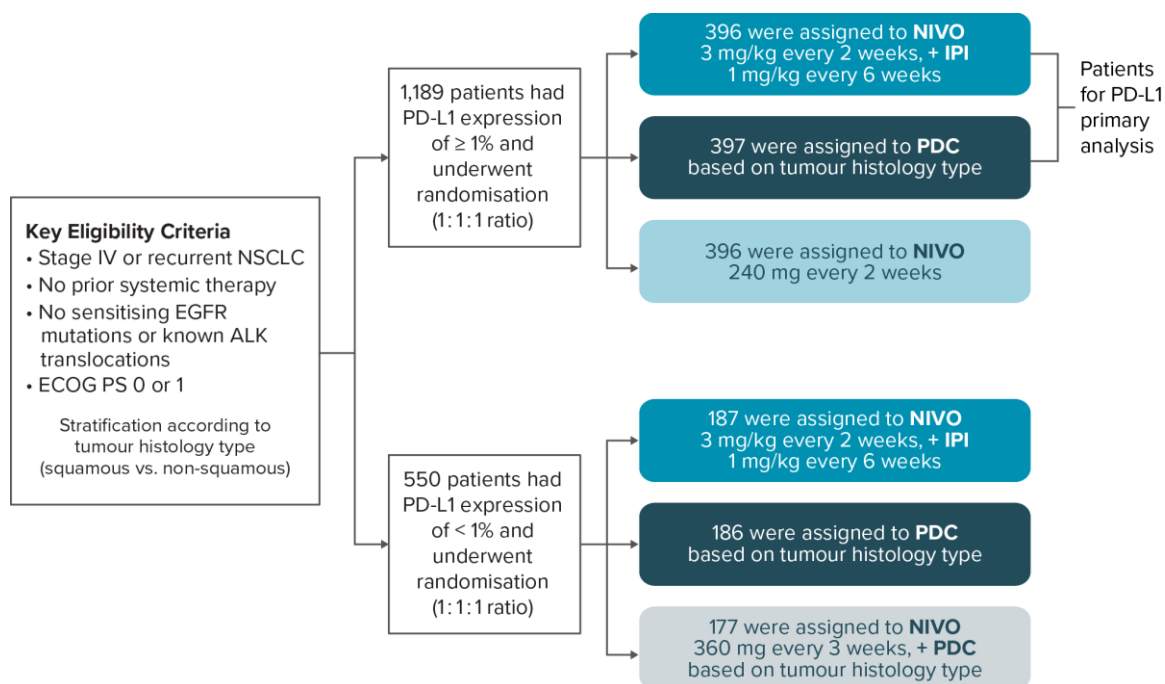 Key Eligibility Criteria
• Stage IV or recurrent NSCLC
• No prior systemic therapy
• No sensitising EGFR
mutations or known ALK
translocations
• ECOG PS 0 or 1
Stratification according to
tumour histology type
(squamous vs. non-squamous)
1,189 patients had
PD-L1 expression
of ≥ 1% and
underwent
randomisation
(1:1:1 ratio)
396 were assigned to NIVO
3 mg/kg every 2 weeks, + IPI
1 mg/kg every 6 weeks
397 were assigned to PDC
based on tumour histology type
396 were assigned to NIVO
240 mg every 2 weeks
Patients
for PD-L1
primary
analysis
550 patients had
PD-L1 expression
of < 1% and
underwent
randomisation
(1:1:1 ratio)
187 were assigned to NIVO
3 mg/kg every 2 weeks, + IPI
1 mg/kg every 6 weeks
186 were assigned to PDC
based on tumour histology type
177 were assigned to NIVO
360 mg every 3 weeks, + PDC
based on tumour histology type